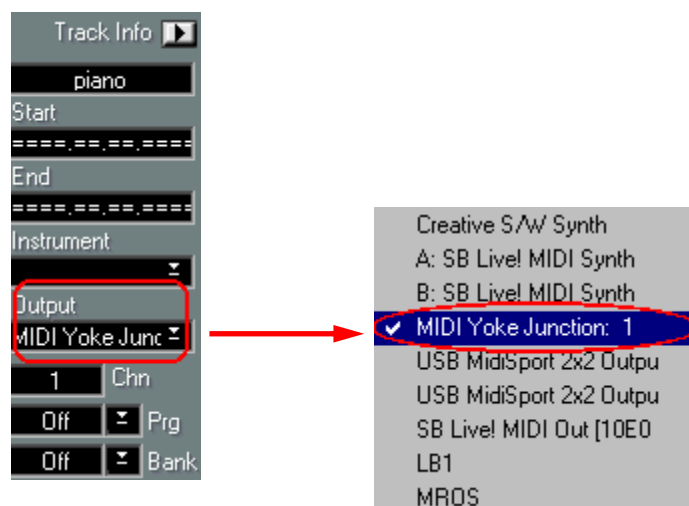 Track Info
piano
Start
====.==.==.====
End
====.==.==.====
Instrument
Output
MIDI Yoke Junc
1 Chn
Off Prg
Off Bank
Creative S/W Synth
A: SB Live! MIDI Synth
B: SB Live! MIDI Synth
✓ MIDI Yoke Junction: 1
USB MidiSport 2x2 Outpu
USB MidiSport 2x2 Outpu
SB Live! MIDI Out [10E0
LB1
MROS